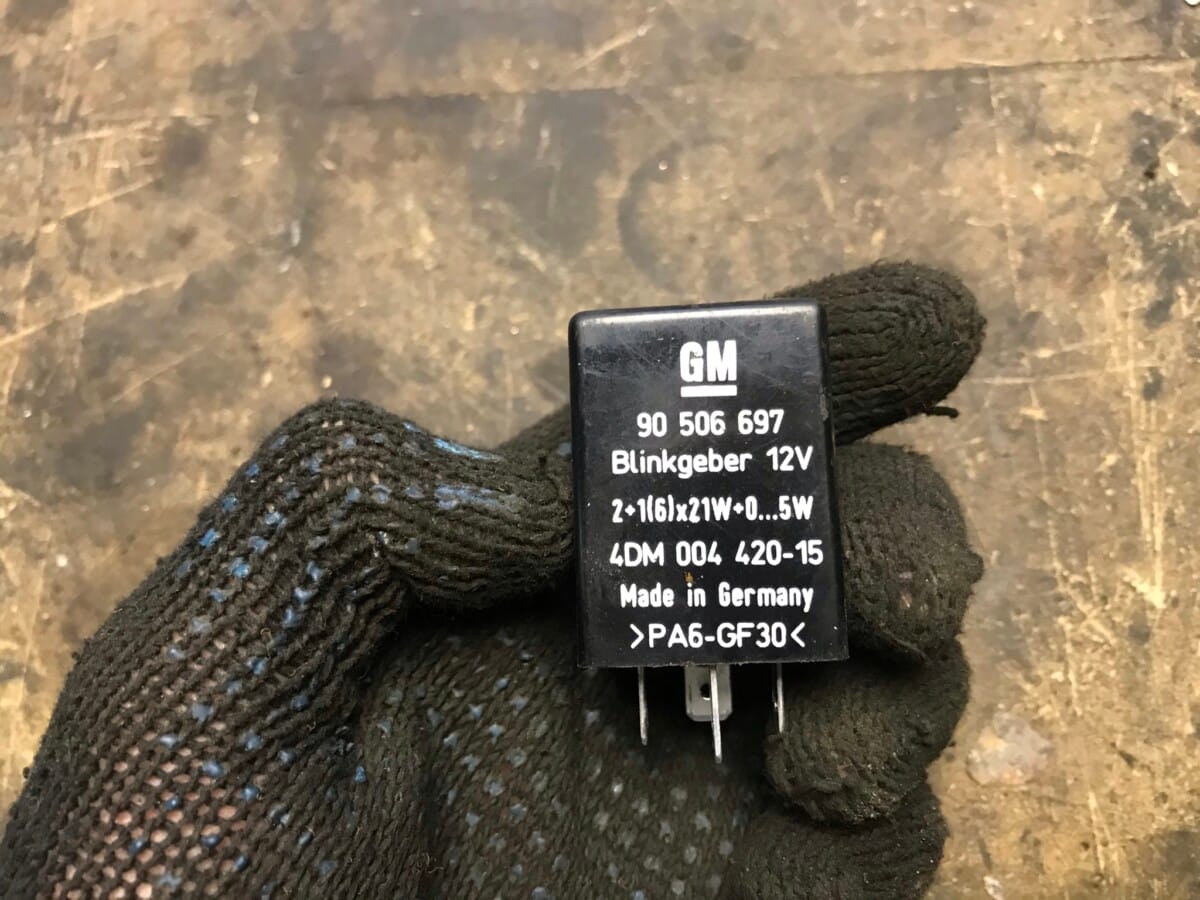 GM
90 506 697
Blinkgeber 12V
2+1(6)x21W+0...5W
4DM 004 420-15
Made in Germany
>PA6-GF30<